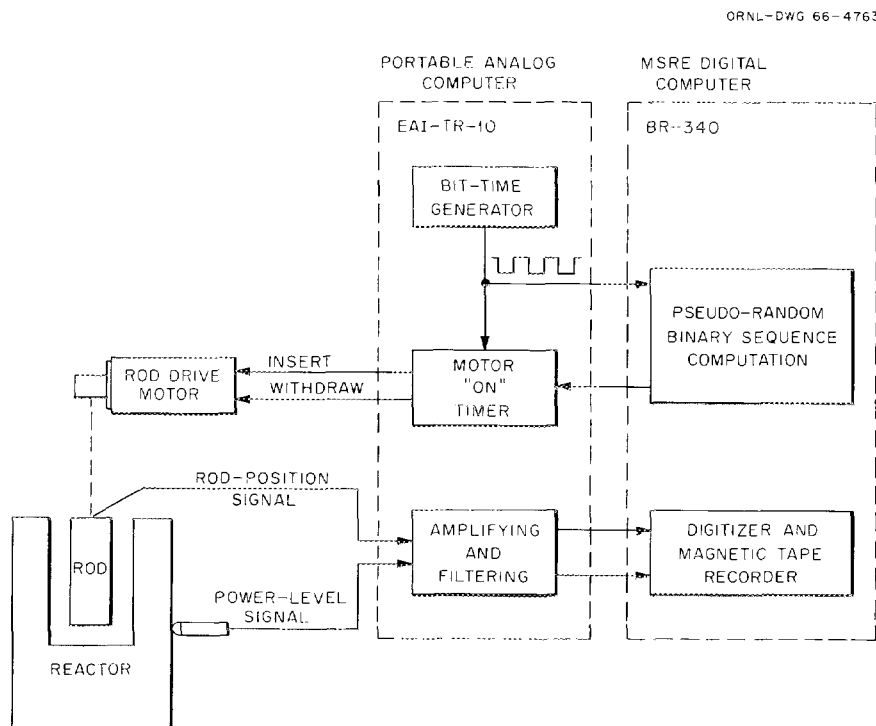 ORNL-DWG 66-4763
PORTABLE ANALOG
COMPUTER
MSRE DIGITAL
COMPUTER
EAI-TR-10
BR-340
BIT-TIME
GENERATOR
PSEUDO-RANDOM
BINARY SEQUENCE
COMPUTATION
ROD DRIVE
MOTOR
INSERT
WITHDRAW
MOTOR
"ON"
TIMER
ROD-POSITION
SIGNAL
AMPLIFYING
AND
FILTERING
DIGITIZER AND
MAGNETIC TAPE
RECORDER
ROD
POWER-LEVEL
SIGNAL
REACTOR